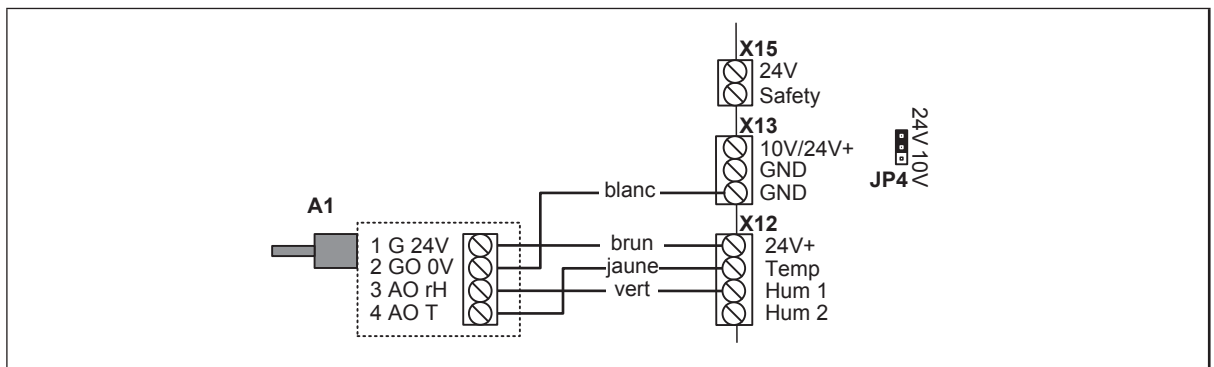 X15
24V
Safety
X13
10V/24V+
GND
GND
24V 10V
JP4
blanc
A1
X12
1 G 24V
2 GO 0V
3 AO rH
4 AO T
brun
jaune
vert
24V+
Temp
Hum 1
Hum 2